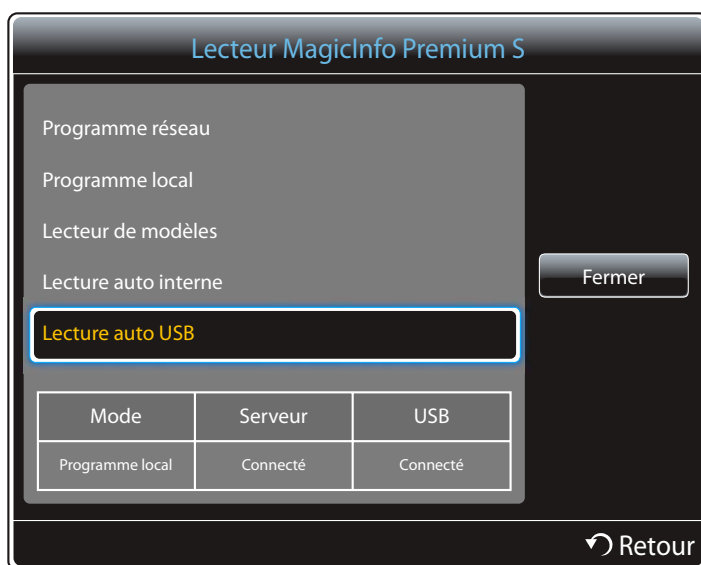 Lecteur MagicInfo Premium S
Programme réseau
Programme local
Lecteur de modèles
Lecture auto interne
Fermer
Lecture auto USB
Mode Serveur USB
Programme local Connecté Connecté
Retour